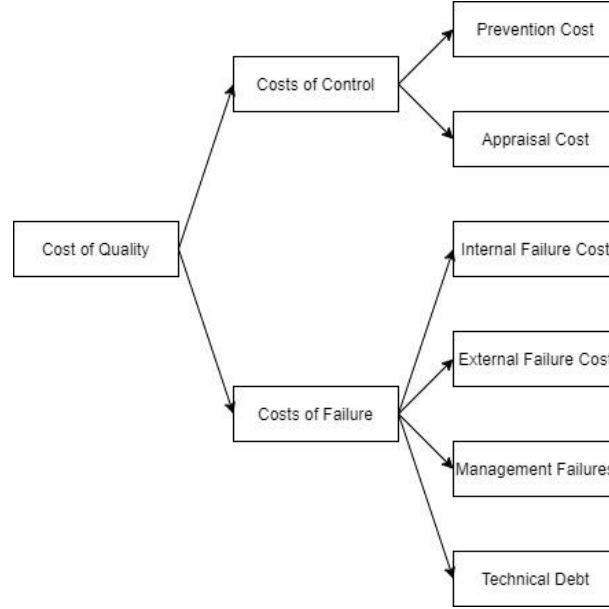 Prevention Cost
Costs of Control
Appraisal Cost
Cost of Quality
Internal Failure Cost
External Failure Cost
Costs of Failure
Management Failures
Technical Debt